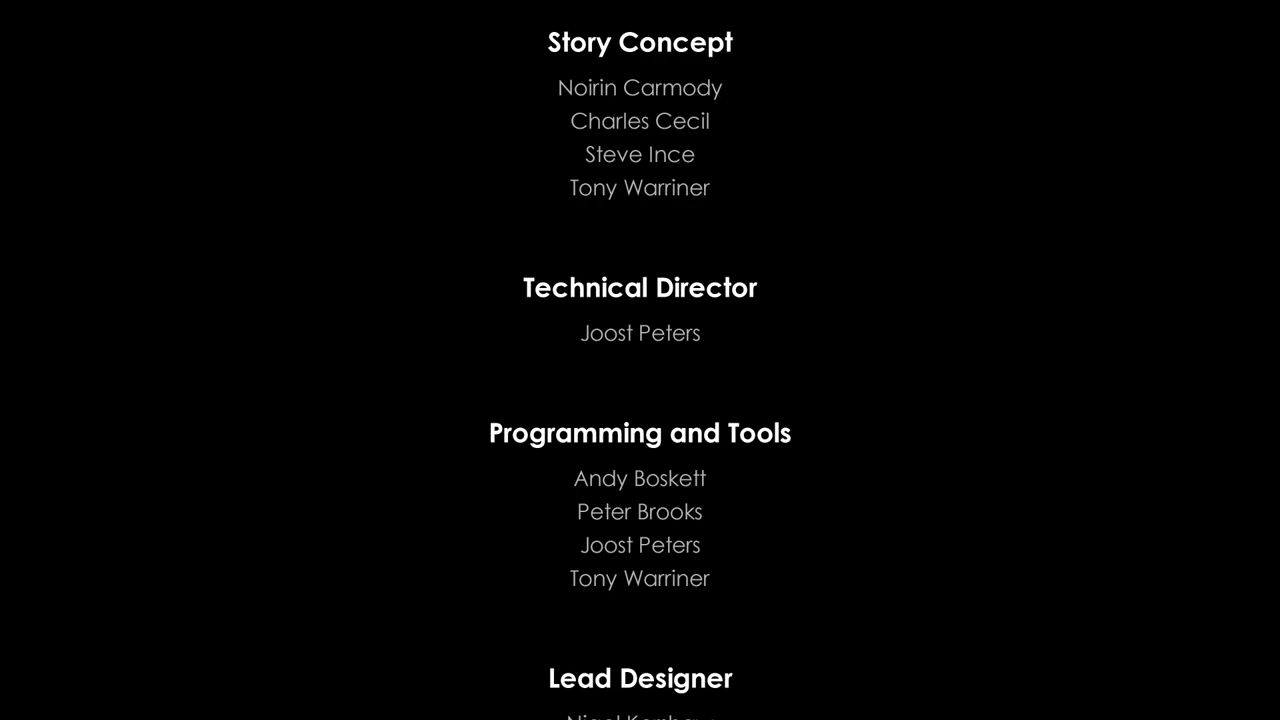 Story Concept
Noirin Carmody
Charles Cecil
Steve Ince
Tony Warriner
Technical Director
Joost Peters
Programming and Tools
Andy Boskett
Peter Brooks
Joost Peters
Tony Warriner
Lead Designer